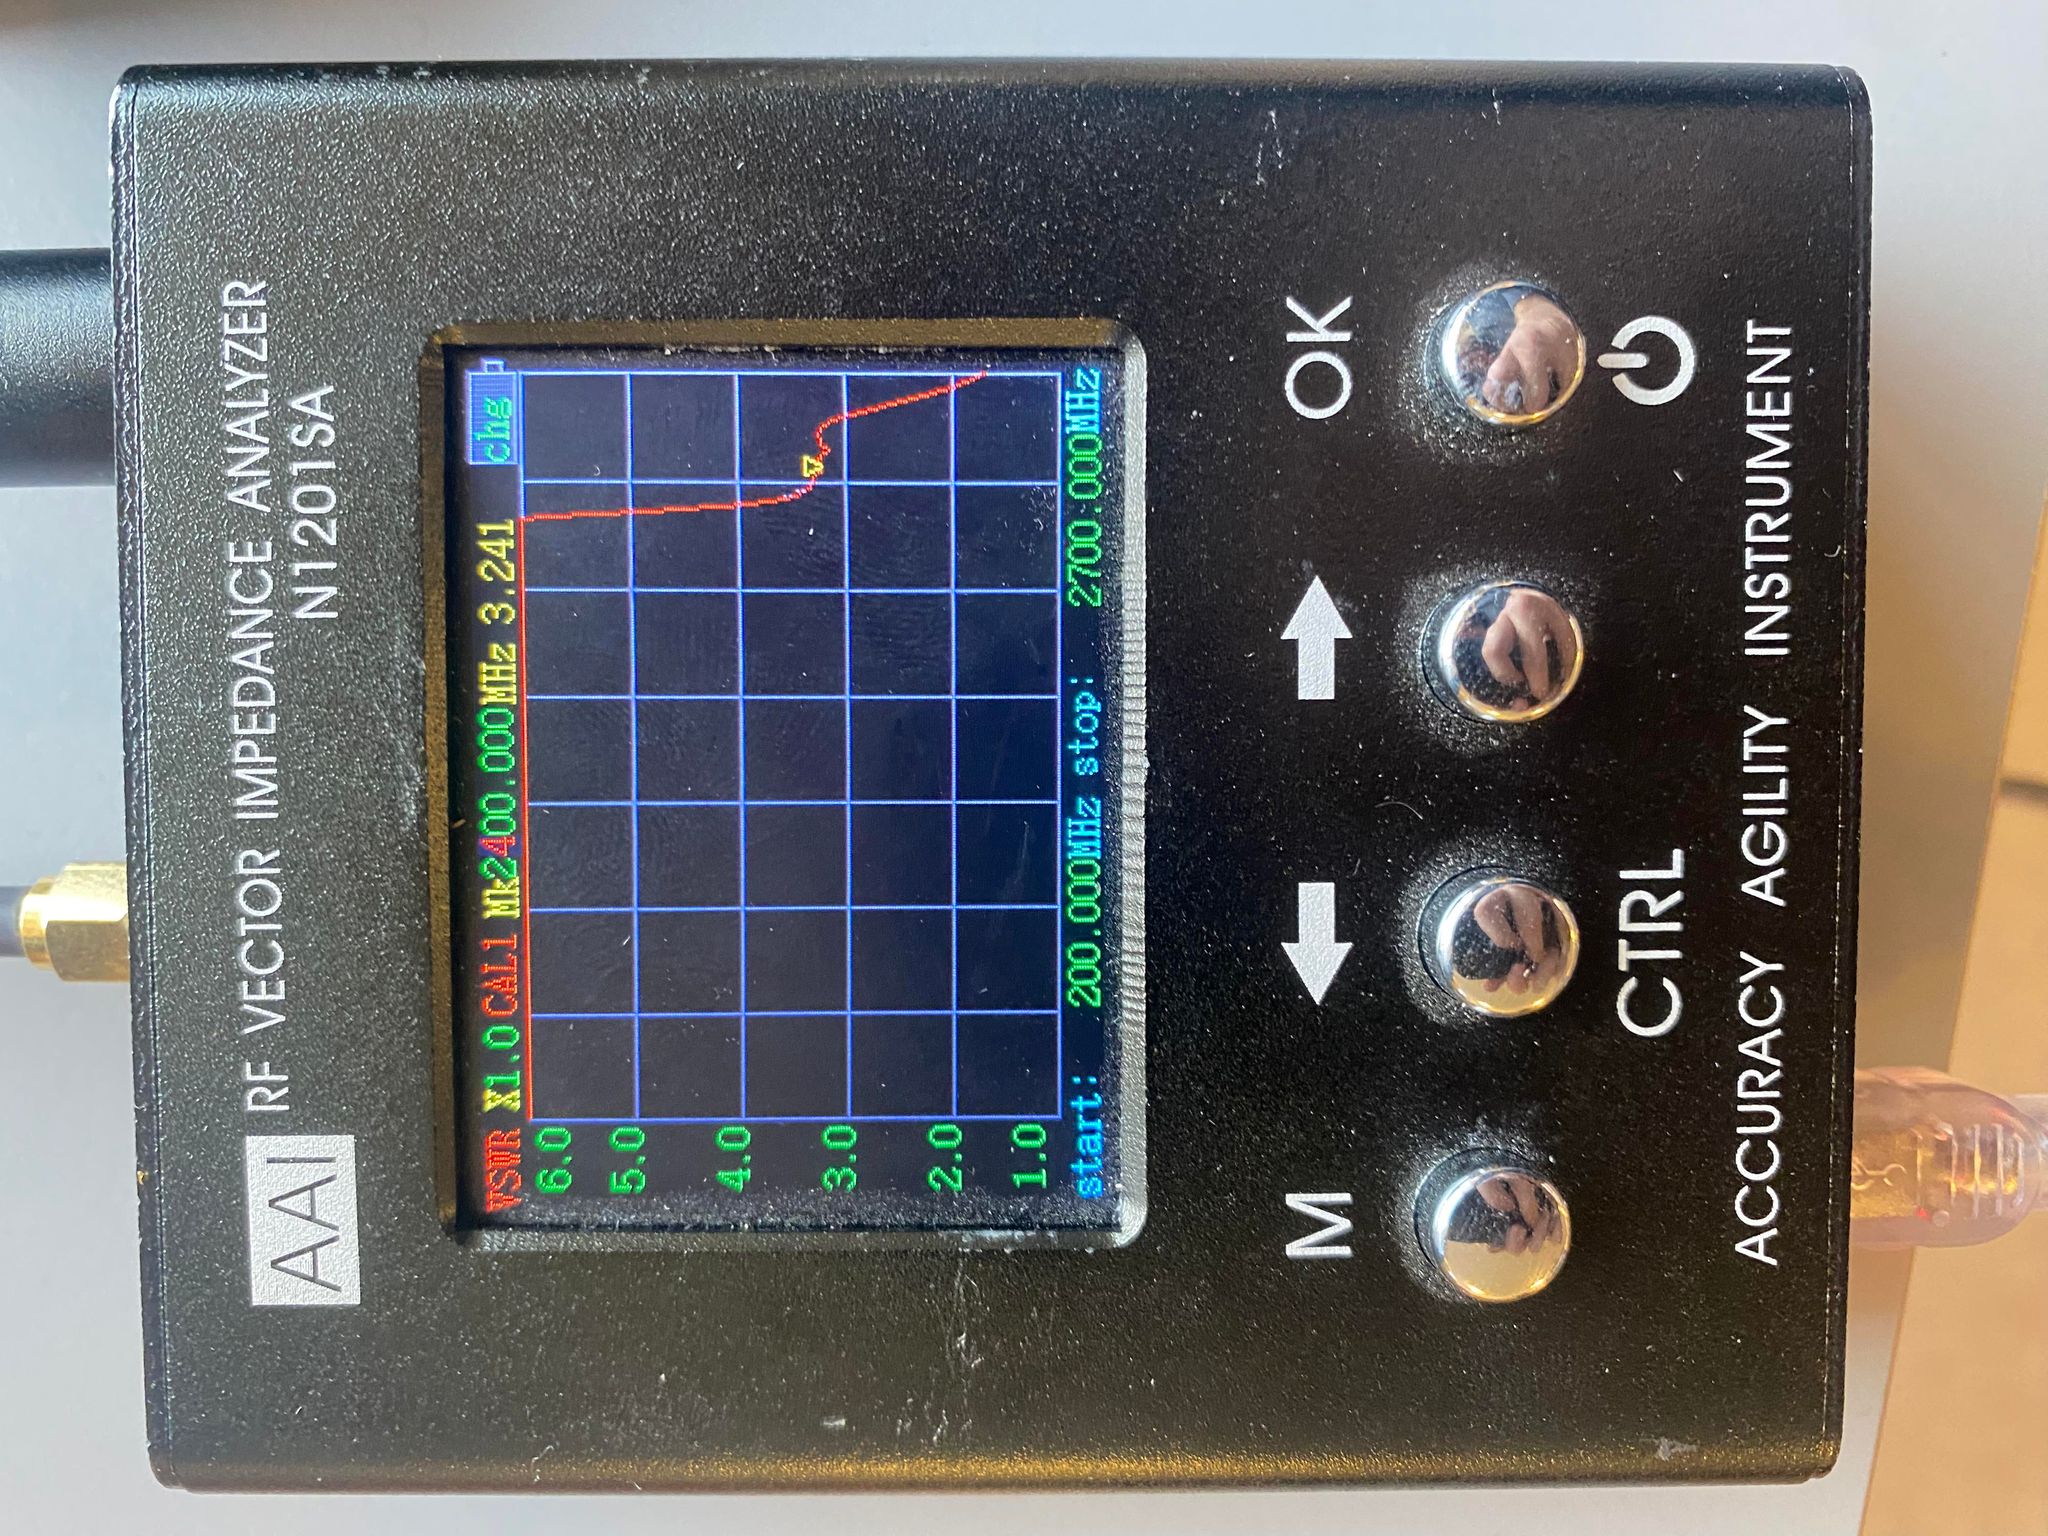 AAI RF VECTOR IMPEDANCE ANALYZER
N1201SA
VSWR X1.0 CAL1 Mk2400.000MHz 3.241 chg
6.0
5.0
4.0
3.0
2.0
1.0
start: 200.000MHz stop: 2700.000MHz
M OK
CTRL
ACCURACY AGILITY INSTRUMENT